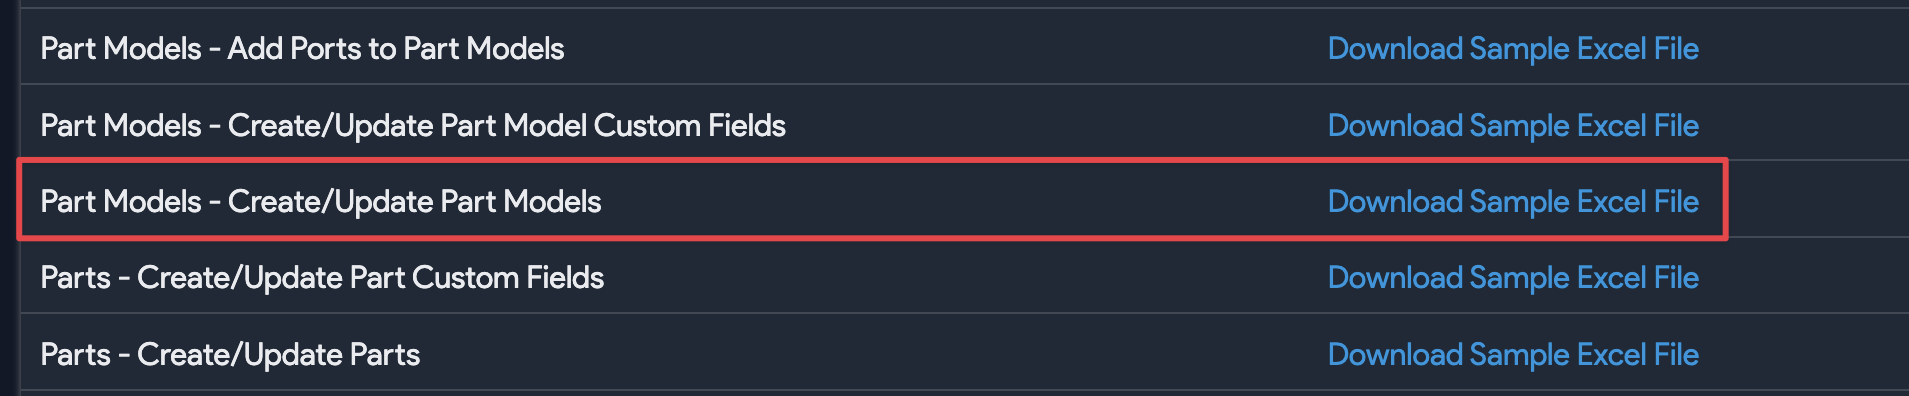 Part Models - Add Ports to Part Models Download Sample Excel File
Part Models - Create/Update Part Model Custom Fields Download Sample Excel File
Part Models - Create/Update Part Models Download Sample Excel File
Parts - Create/Update Part Custom Fields Download Sample Excel File
Parts - Create/Update Parts Download Sample Excel File